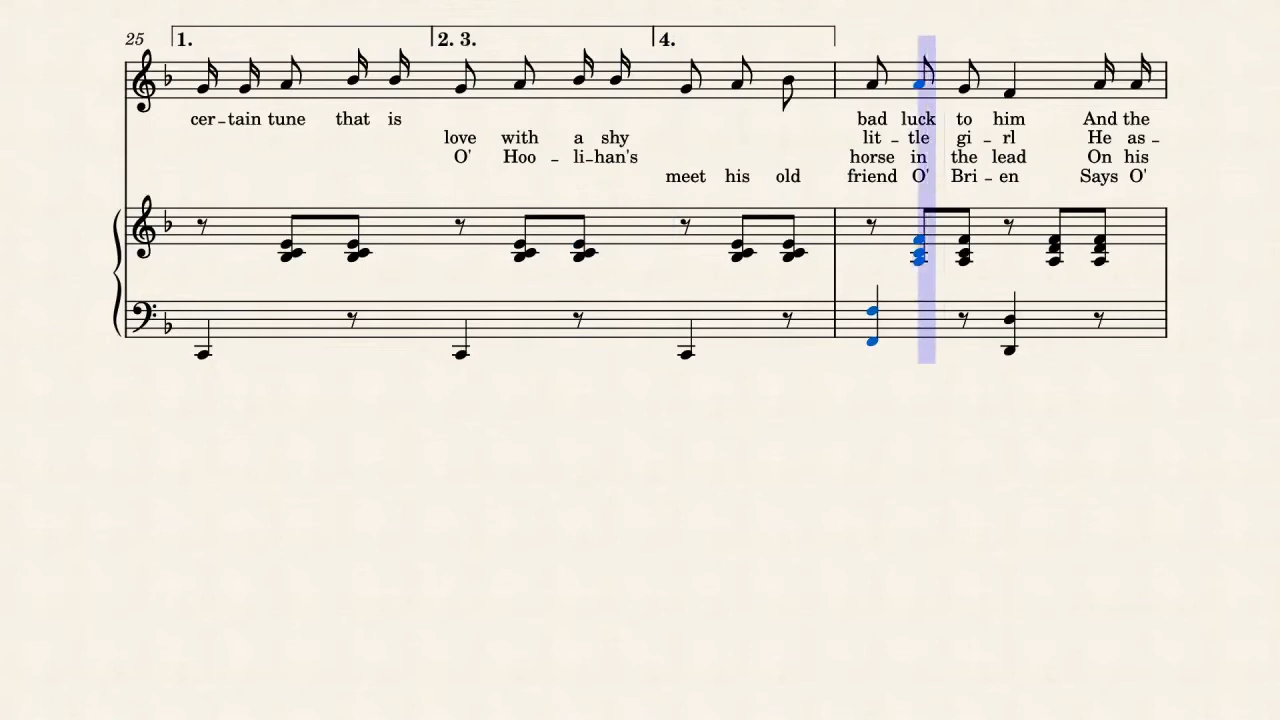 25 1. 2. 3. 4.
cer-tain tune that is bad luck to him And the
love with a shy lit-tle gi-rl He as-
O' Hoo-li-han's horse in the lead On his
meet his old friend O' Bri-en Says O'